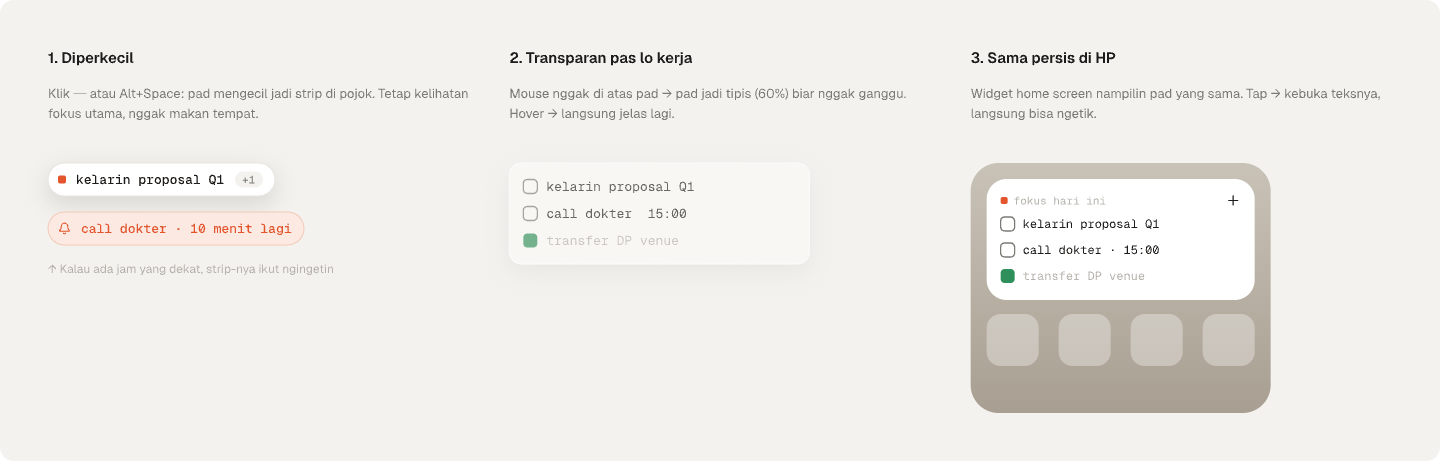 1. Diperkecil
Klik — atau Alt+Space: pad mengecil jadi strip di pojok. Tetap kelihatan
fokus utama, nggak makan tempat.
kelarin proposal Q1 +1
call dokter · 10 menit lagi
↑ Kalau ada jam yang dekat, strip-nya ikut ngingetin
2. Transparan pas lo kerja
Mouse nggak di atas pad → pad jadi tipis (60%) biar nggak ganggu.
Hover → langsung jelas lagi.
kelarin proposal Q1
call dokter 15:00
transfer DP venue
3. Sama persis di HP
Widget home screen nampilin pad yang sama. Tap → kebuka teksnya,
langsung bisa ngetik.
fokus hari ini +
kelarin proposal Q1
call dokter · 15:00
transfer DP venue